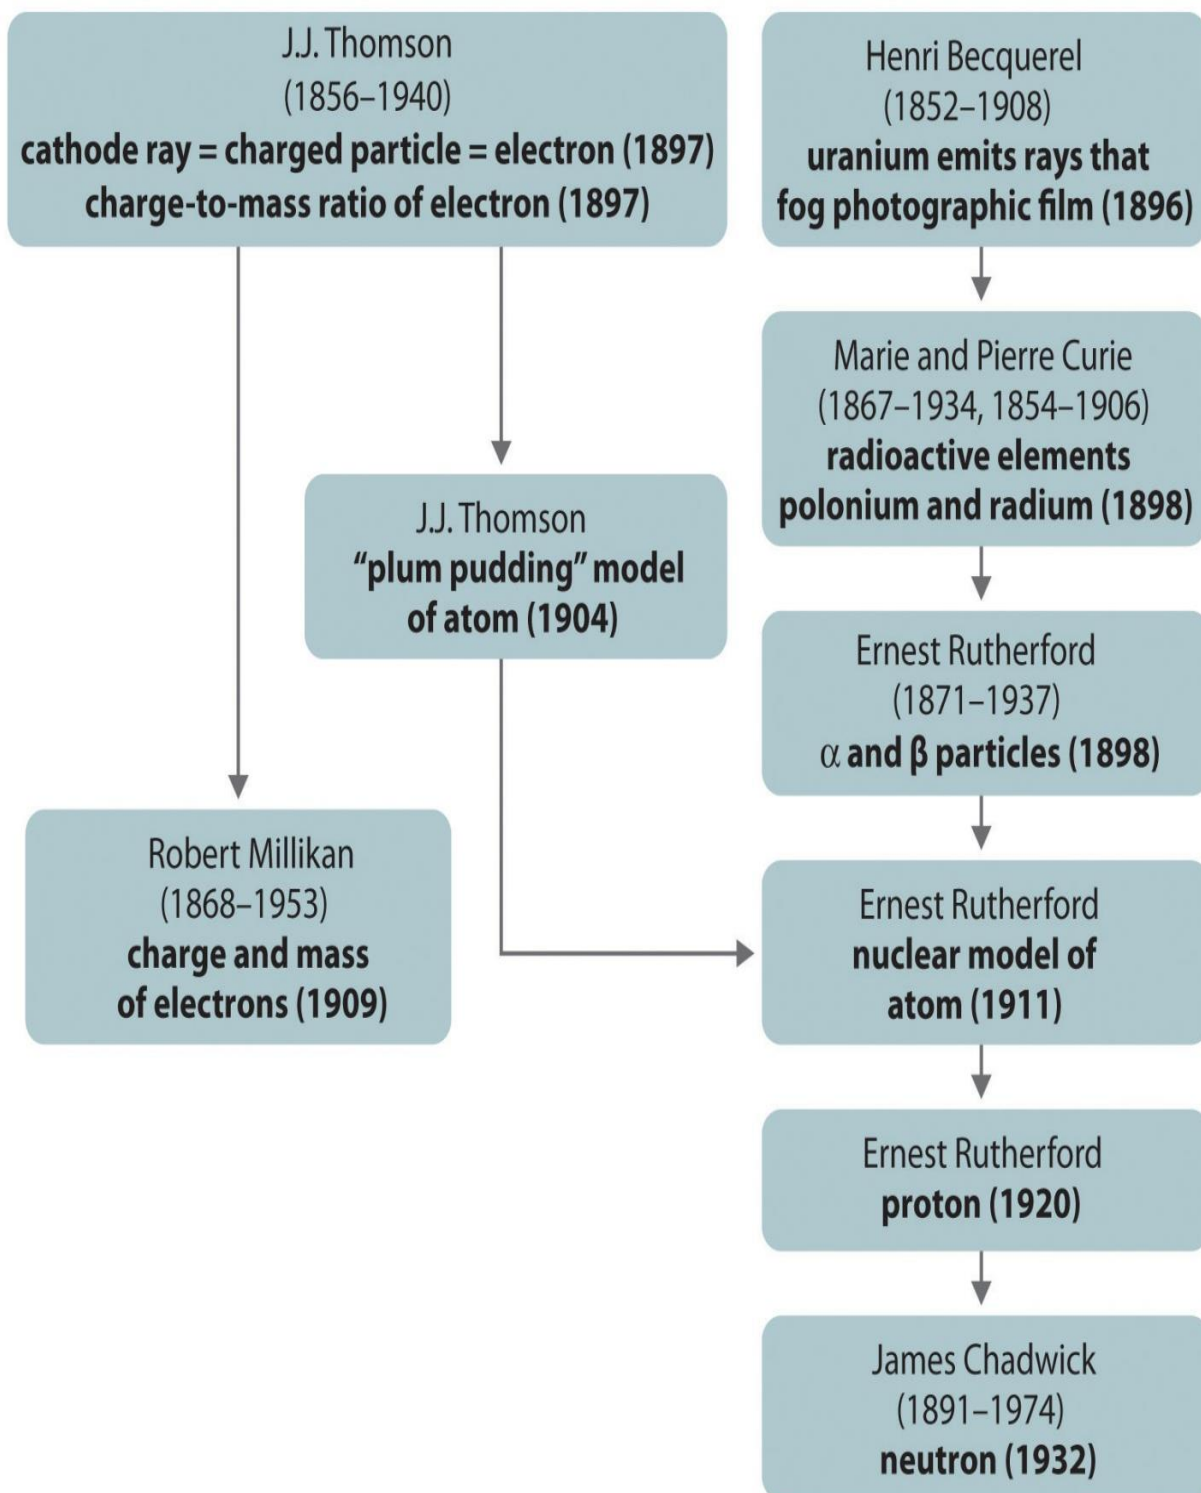 J.J. Thomson
(1856–1940)
cathode ray = charged particle = electron (1897)
charge-to-mass ratio of electron (1897)
Henri Becquerel
(1852–1908)
uranium emits rays that
fog photographic film (1896)
Marie and Pierre Curie
(1867–1934, 1854–1906)
radioactive elements
polonium and radium (1898)
J.J. Thomson
“plum pudding” model
of atom (1904)
Ernest Rutherford
(1871–1937)
α and β particles (1898)
Robert Millikan
(1868–1953)
charge and mass
of electrons (1909)
Ernest Rutherford
nuclear model of
atom (1911)
Ernest Rutherford
proton (1920)
James Chadwick
(1891–1974)
neutron (1932)